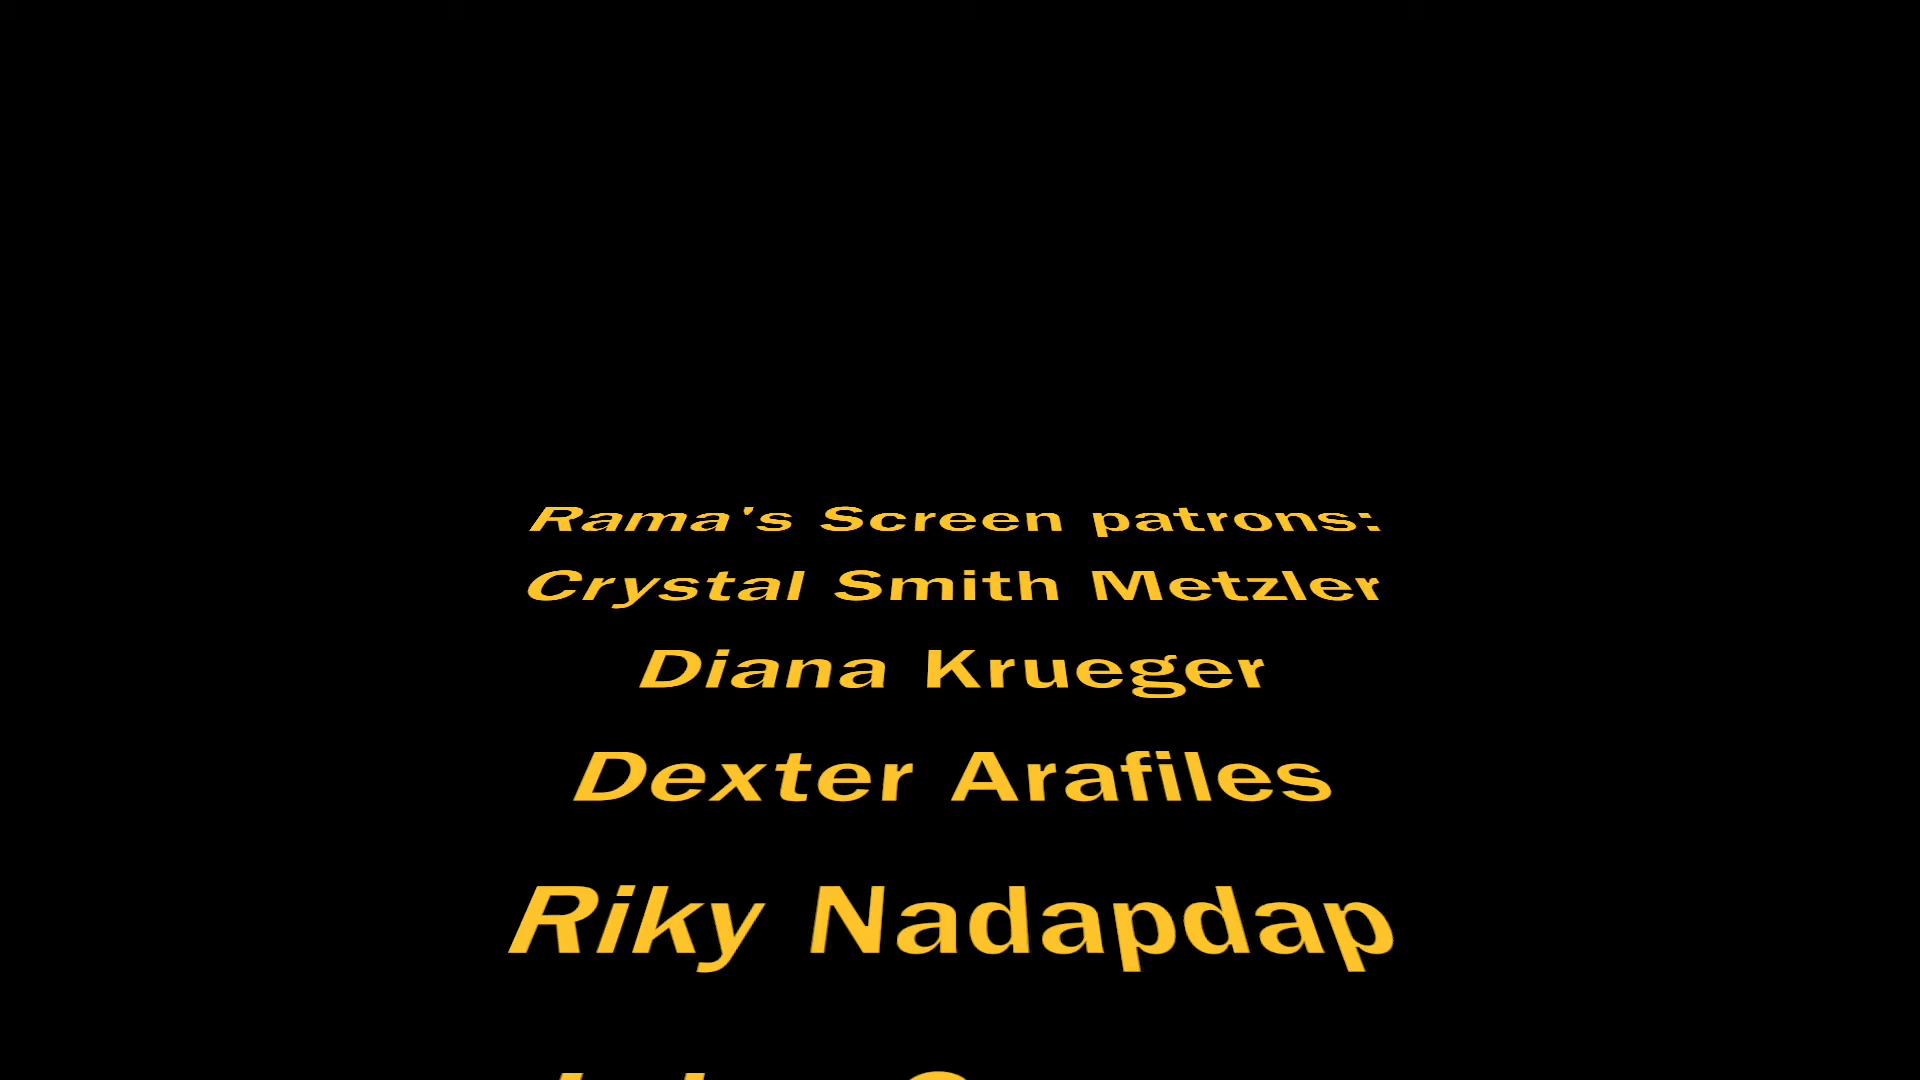 Rama's Screen patrons:
Crystal Smith Metzler
Diana Krueger
Dexter Arafiles
Riky Nadapdap